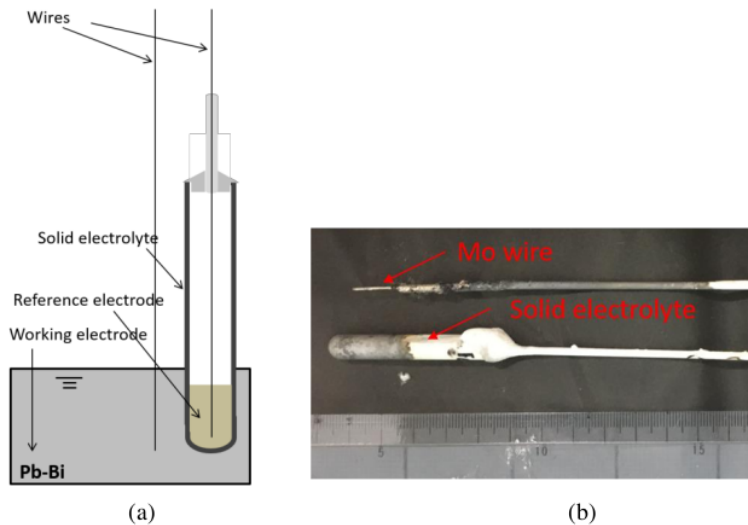 Wires
Solid electrolyte
Reference electrode
Working electrode
Pb-Bi
(a)
Mo wire
Solid electrolyte
5
10
15
(b)